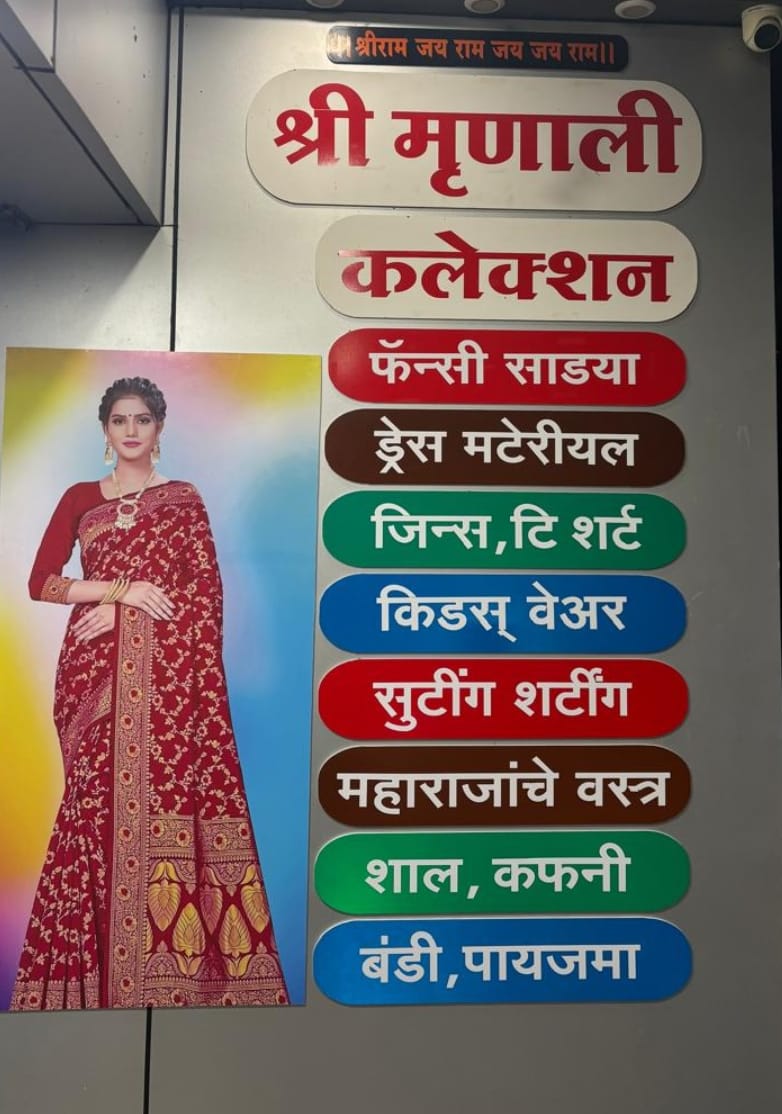 ।।श्रीराम जय राम जय जय राम।।
श्री मृणाली
कलेक्शन
फॅन्सी साडया
ड्रेस मटेरीयल
जिन्स,टि शर्ट
किडस् वेअर
सुटींग शर्टींग
महाराजांचे वस्त्र
शाल, कफनी
बंडी,पायजमा